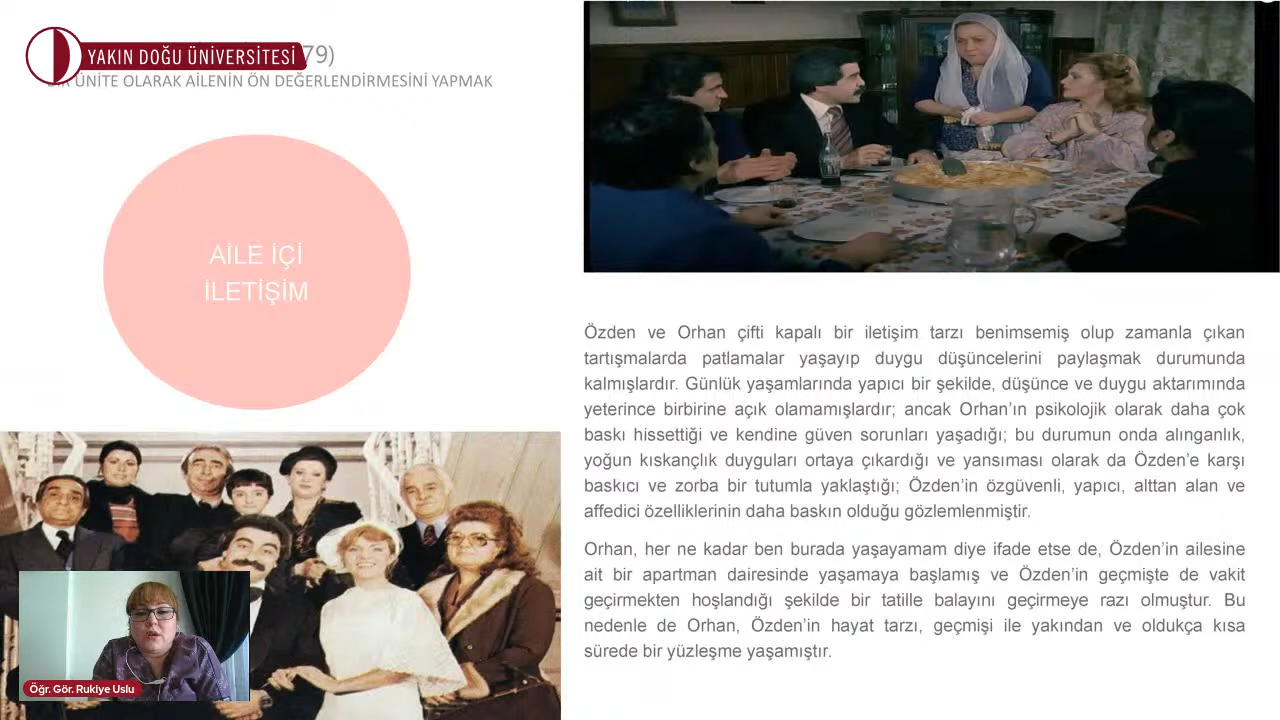 YAKIN DOĞU ÜNİVERSİTESİ
79)
ÜNİTE OLARAK AİLENİN ÖN DEĞERLENDİRMESİNİ YAPMAK
AİLE İÇİ
İLETİŞİM
Özden ve Orhan çifti kapalı bir iletişim tarzı benimsemiş olup zamanla çıkan
tartışmalarda patlamalar yaşayıp duygu düşüncelerini paylaşmak durumunda
kalmışlardır. Günlük yaşamlarında yapıcı bir şekilde, düşünce ve duygu aktarımında
yeterince birbirine açık olamamışlardır; ancak Orhan’ın psikolojik olarak daha çok
baskı hissettiği ve kendine güven sorunları yaşadığı; bu durumun onda alınganlık,
yoğun kıskançlık duyguları ortaya çıkardığı ve yansıması olarak da Özden’e karşı
baskıcı ve zorba bir tutumla yaklaştığı; Özden’in özgüvenli, yapıcı, alttan alan ve
affedici özelliklerinin daha baskın olduğu gözlemlenmiştir.
Orhan, her ne kadar ben burada yaşayamam diye ifade etse de, Özden’in ailesine
ait bir apartman dairesinde yaşamaya başlamış ve Özden’in geçmişte de vakit
geçirmekten hoşlandığı şekilde bir tatille balayını geçirmeye razı olmuştur. Bu
nedenle de Orhan, Özden’in hayat tarzı, geçmişi ile yakından ve oldukça kısa
sürede bir yüzleşme yaşamıştır.
Öğr. Gör. Rukiye Uslu